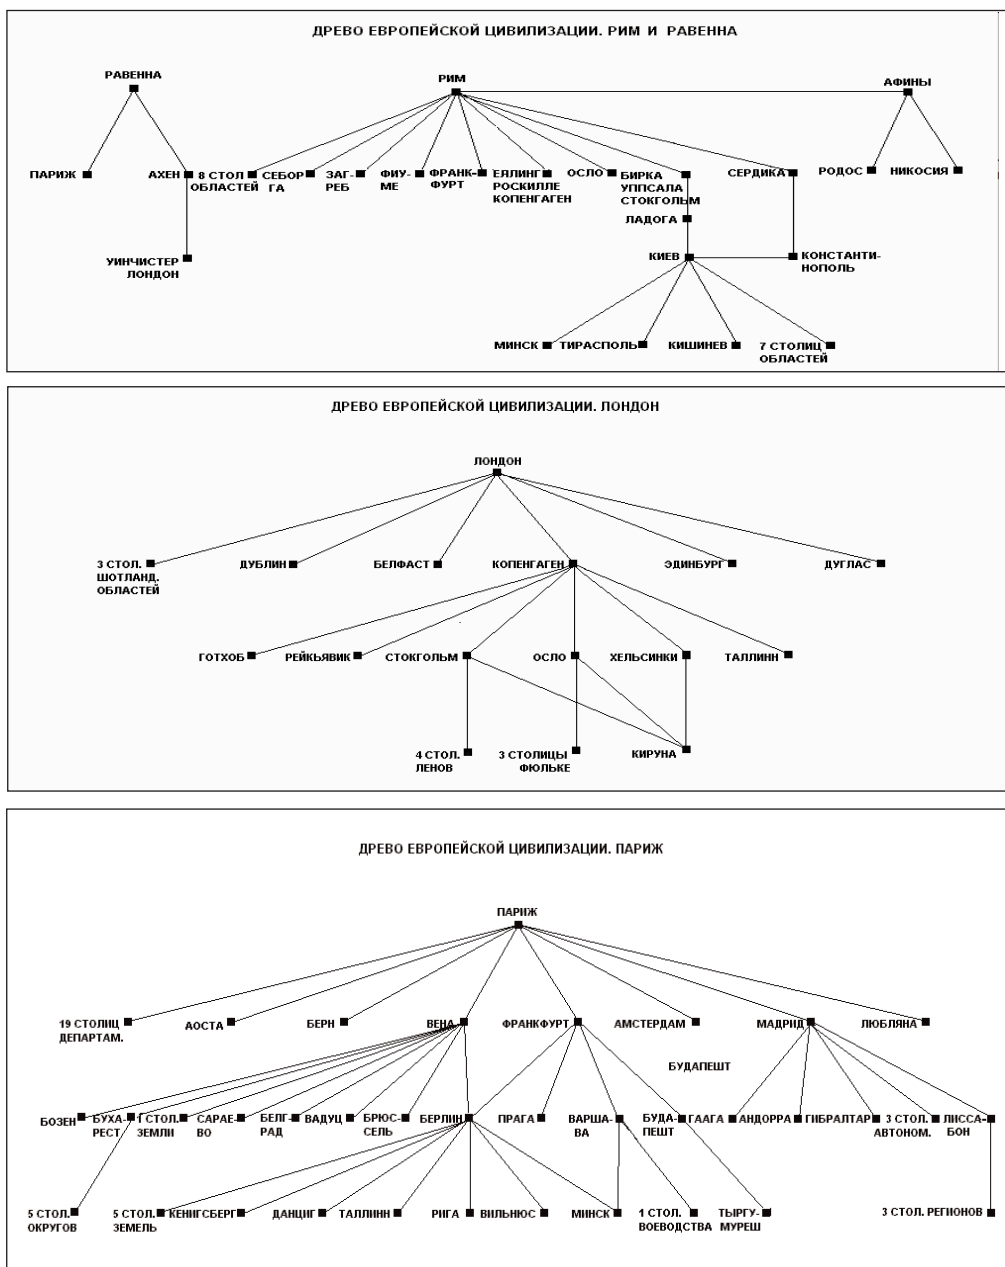 ДРЕВО ЕВРОПЕЙСКОЙ ЦИВИЛИЗАЦИИ. РИМ И РАВЕННА
РАВЕННА
РИМ
АФИНЫ
ПАРИЖ
АХЕН
8 СТОЛ
ОБЛАСТЕЙ
СЕБОР
ГА
ЗАГ-
РЕБ
ФИУ-
МЕ
ФРАНК-
ФУРТ
ЕЛЛИНГ
РОСКИЛЛЕ
КОПЕНГАГЕН
ОСЛО
БИРКА
УППСАЛА
СТОКГОЛЬМ
СЕРДИКА
РОДОС
НИКОСИЯ
ЛАДОГА
УИНЧИСТЕР
ЛОНДОН
КИЕВ
КОНСТАНТИ-
НОПОЛЬ
МИНСК
ТИРАСПОЛЬ
КИШИНЕВ
7 СТОЛИЦ
ОБЛАСТЕЙ
ДРЕВО ЕВРОПЕЙСКОЙ ЦИВИЛИЗАЦИИ. ЛОНДОН
ЛОНДОН
3 СТОЛ.
ШОТЛАНД.
ОБЛАСТЕЙ
ДУБЛИН
БЕЛФАСТ
КОПЕНГАГЕН
ЭДИНБУРГ
ДУГЛАС
ГОТХОБ
РЕЙКЬЯВИК
СТОКГОЛЬМ
ОСЛО
ХЕЛЬСИНКИ
ТАЛЛИНН
4 СТОЛ.
ЛЕНОВ
3 СТОЛИЦЫ
ФЮЛЬКЕ
КИРУНА
ДРЕВО ЕВРОПЕЙСКОЙ ЦИВИЛИЗАЦИИ. ПАРИЖ
ПАРИЖ
19 СТОЛИЦ
ДЕПАРТАМ.
АОСТА
БЕРН
ВЕНА
ФРАНКФУРТ
АМСТЕРДАМ
МАДРИД
ЛЮБЛЯНА
БУДАПЕШТ
БОЗЕН
БУХА-
РЕСТ
1 СТОЛ.
ЗЕМЛИ
САРАЕ-
ВО
БЕЛГ-
РАД
ВАДУЦ
БРЮС-
СЕЛЬ
БЕРЛИН
ПРАГА
ВАРША-
ВА
БУДА-
ПЕШТ
ГААГА
АНДОРРА
ГИБРАЛТАР
3 СТОЛ.
АВТОНОМ.
ЛИССА-
БОН
5 СТОЛ.
ОКРУГОВ
5 СТОЛ.
ЗЕМЕЛЬ
КЕНИГСБЕРГ
ДАНЦИГ
ТАЛЛИНН
РИГА
ВИЛЬНЮС
МИНСК
1 СТОЛ.
ВОЕВОДСТВА
ТЫРГУ-
МУРЕШ
3 СТОЛ. РЕГИОНОВ